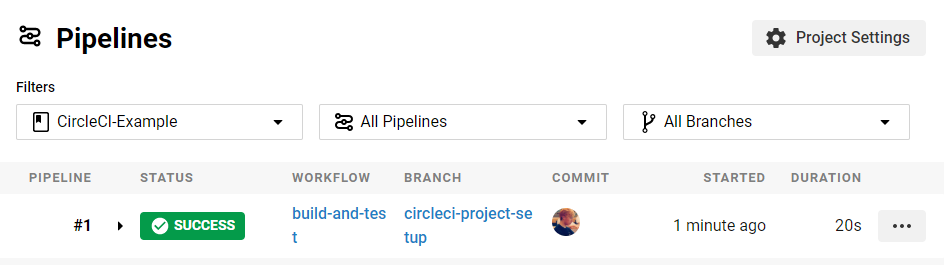 Pipelines
Project Settings
Filters
CircleCI-Example
All Pipelines
All Branches
PIPELINE STATUS WORKFLOW BRANCH COMMIT STARTED DURATION
#1 SUCCESS build-and-tes circleci-project-se 1 minute ago 20s
t tup